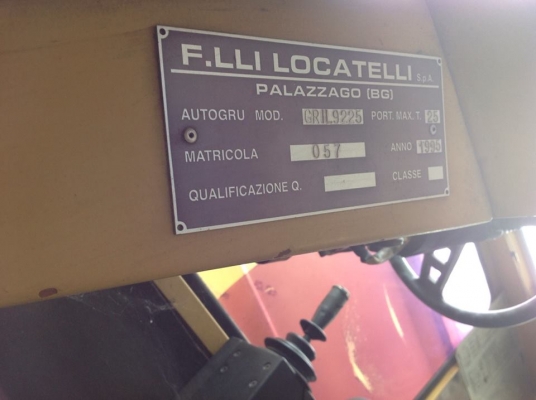 F.LLI LOCATELLI S.p.A.
PALAZZAGO (BG)
AUTOGRU MOD. GRIL9225 PORT. MAX. T. 25
MATRICOLA 057 ANNO 1990
QUALIFICAZIONE Q. CLASSE